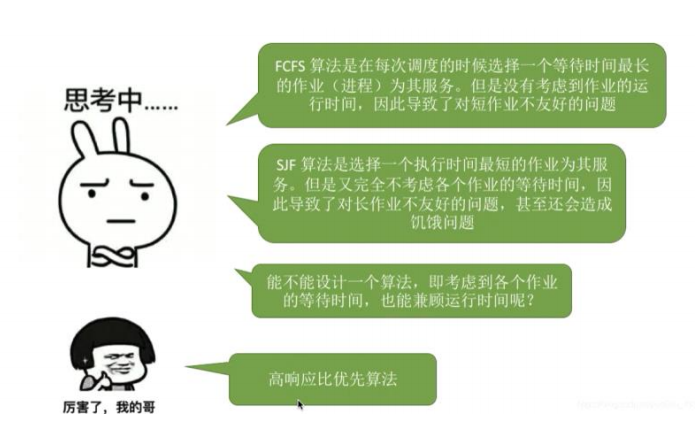 思考中……
FCFS 算法是在每次调度的时候选择一个等待时间最长
的作业（进程）为其服务。但是没有考虑到作业的运
行时间，因此导致了对短作业不友好的问题
SJF 算法是选择一个执行时间最短的作业为其服
务。但是又完全不考虑各个作业的等待时间，因
此导致了对长作业不友好的问题，甚至还会造成
饥饿问题
能不能设计一个算法，即考虑到各个作业
的等待时间，也能兼顾运行时间呢？
高响应比优先算法
厉害了，我的哥